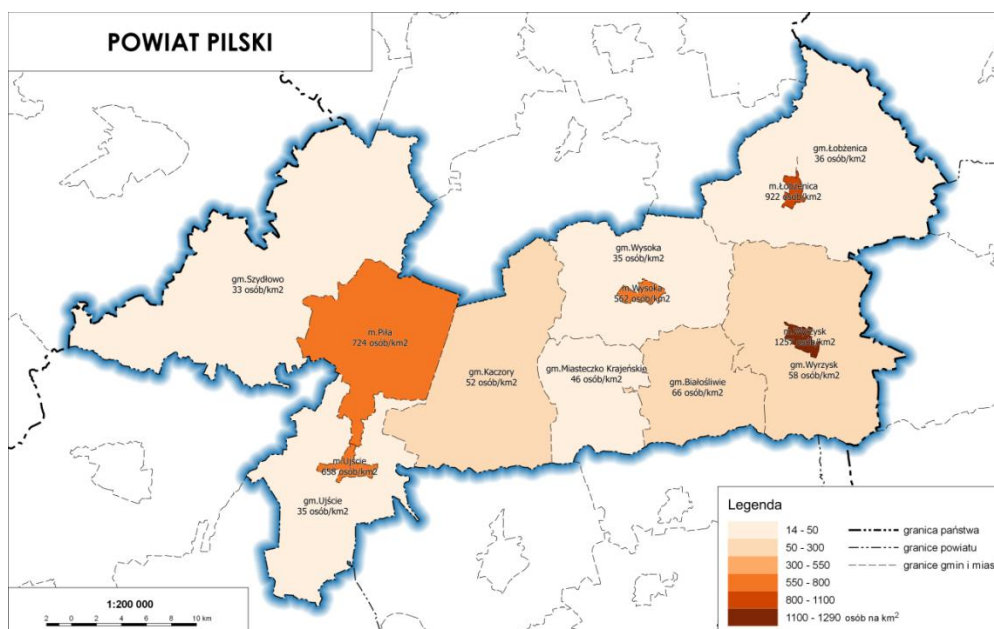 POWIAT PILSKI
gm.Łobżenica
36 osób/km2
m.Łobżenica
922 osób/km2
gm.Wysoka
35 osób/km2
gm.Szydłowo
33 osób/km2
m.Wysoka
562 osób/km2
m.Piła
724 osób/km2
m.Wyrzysk
1257 osób/km2
gm.Wyrzysk
58 osób/km2
gm.Kaczory
52 osób/km2
gm.Miasteczko Krajeńskie
46 osób/km2
gm.Białośliwie
66 osób/km2
m.Ujście
658 osób/km2
gm.Ujście
35 osób/km2
Legenda
14 - 50
50 - 300
300 - 550
550 - 800
800 - 1100
1100 - 1290 osób na km²
granica państwa
granice powiatu
granice gmin i mias
1:200 000
2 0 2 4 6 8 10 km